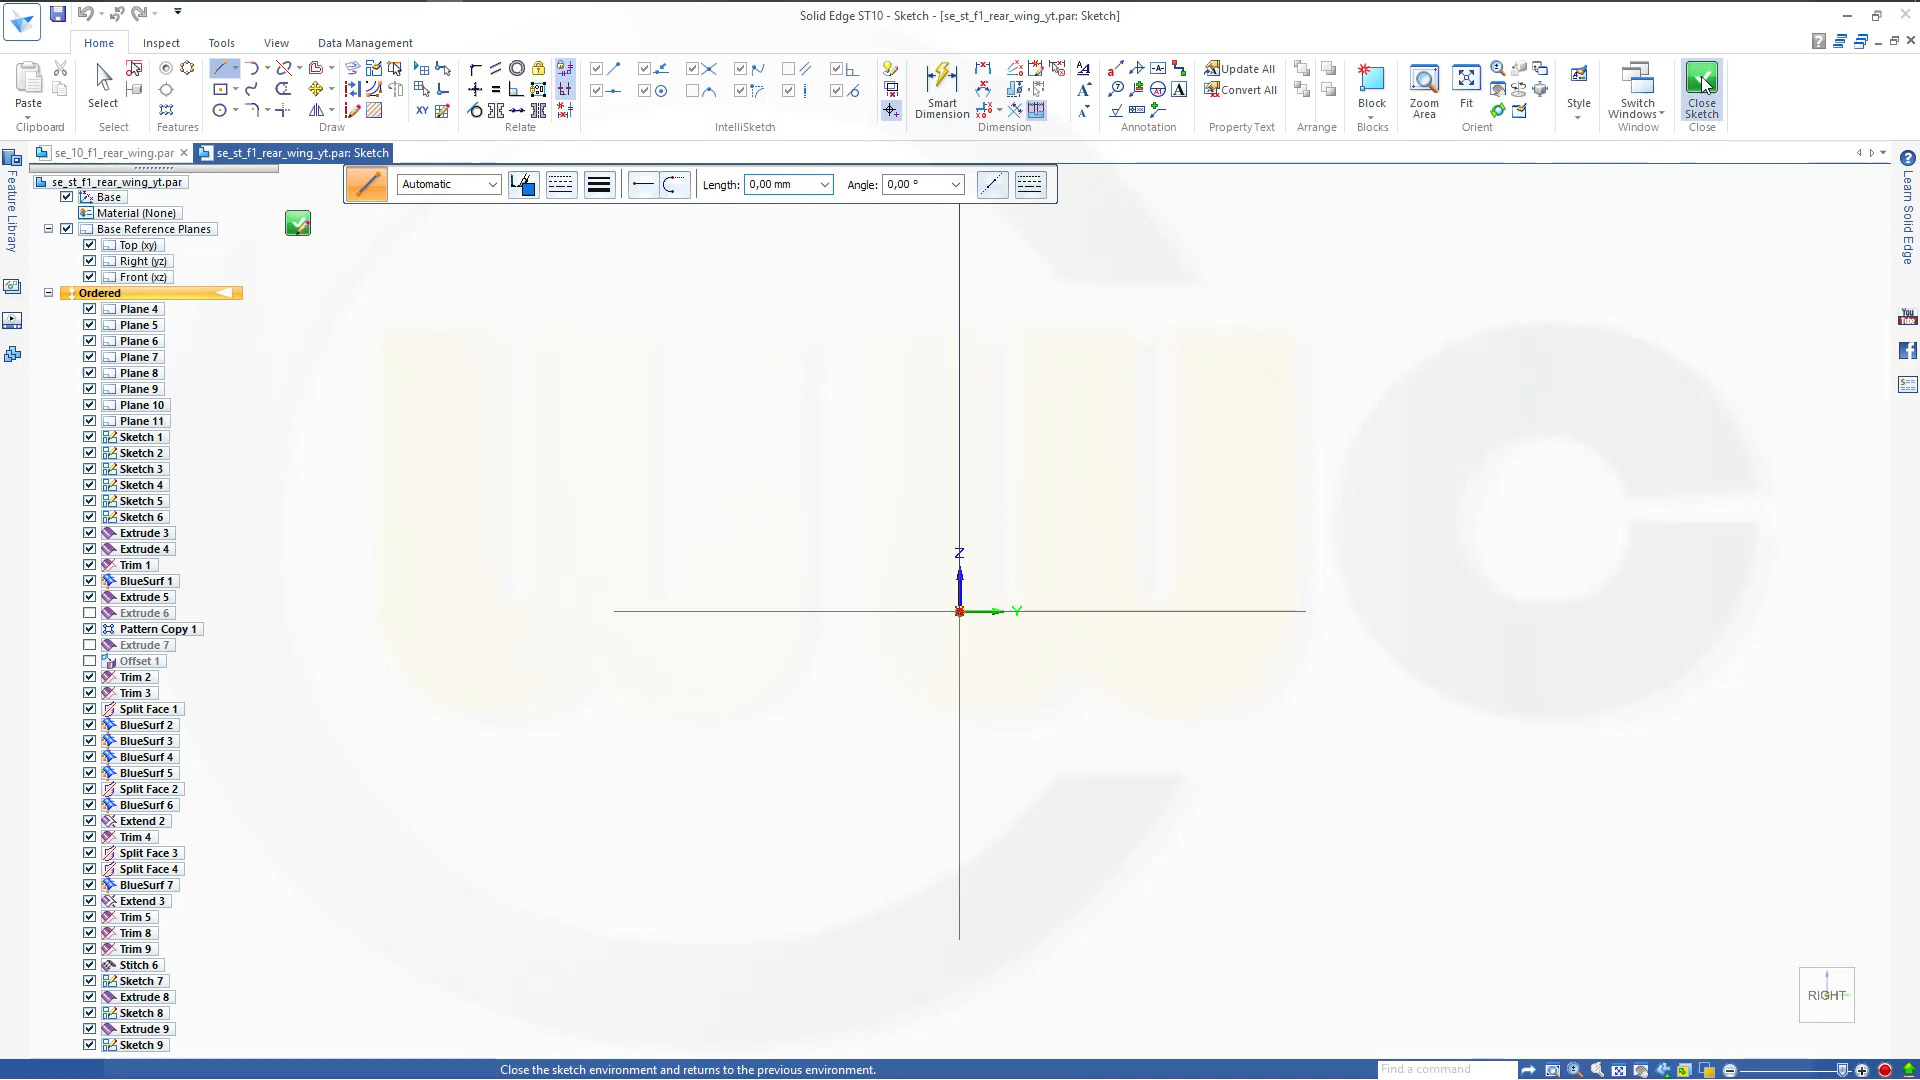 Solid Edge ST10 - Sketch - [se_st_f1_rear_wing_yt.par: Sketch]
Home Inspect Tools View Data Management
Paste
Select
Smart Dimension
Update All
Convert All
Block
Zoom Area
Fit
Style
Switch Windows
Close Sketch
Clipboard Select Features Draw Relate IntelliSketch Dimension Annotation PropertyText Arrange Blocks Orient Window Close
se_10_f1_rear_wing.par se_st_f1_rear_wing_yt.par: Sketch
Automatic Length: 0,00 mm Angle: 0,00 °
Feature Library
Learn Solid Edge
You Tube
se_st_f1_rear_wing_yt.par
Base
Material (None)
Base Reference Planes
Top (xy)
Right (yz)
Front (xz)
Ordered
Plane 4
Plane 5
Plane 6
Plane 7
Plane 8
Plane 9
Plane 10
Plane 11
Sketch 1
Sketch 2
Sketch 3
Sketch 4
Sketch 5
Sketch 6
Extrude 3
Extrude 4
Trim 1
BlueSurf 1
Extrude 5
Extrude 6
Pattern Copy 1
Extrude 7
Offset 1
Trim 2
Trim 3
Split Face 1
BlueSurf 2
BlueSurf 3
BlueSurf 4
BlueSurf 5
Split Face 2
BlueSurf 6
Extend 2
Trim 4
Split Face 3
Split Face 4
BlueSurf 7
Extend 3
Trim 5
Trim 8
Trim 9
Stitch 6
Sketch 7
Extrude 8
Sketch 8
Extrude 9
Sketch 9
Z
Y
RIGHT
Close the sketch environment and returns to the previous environment.
Find a command